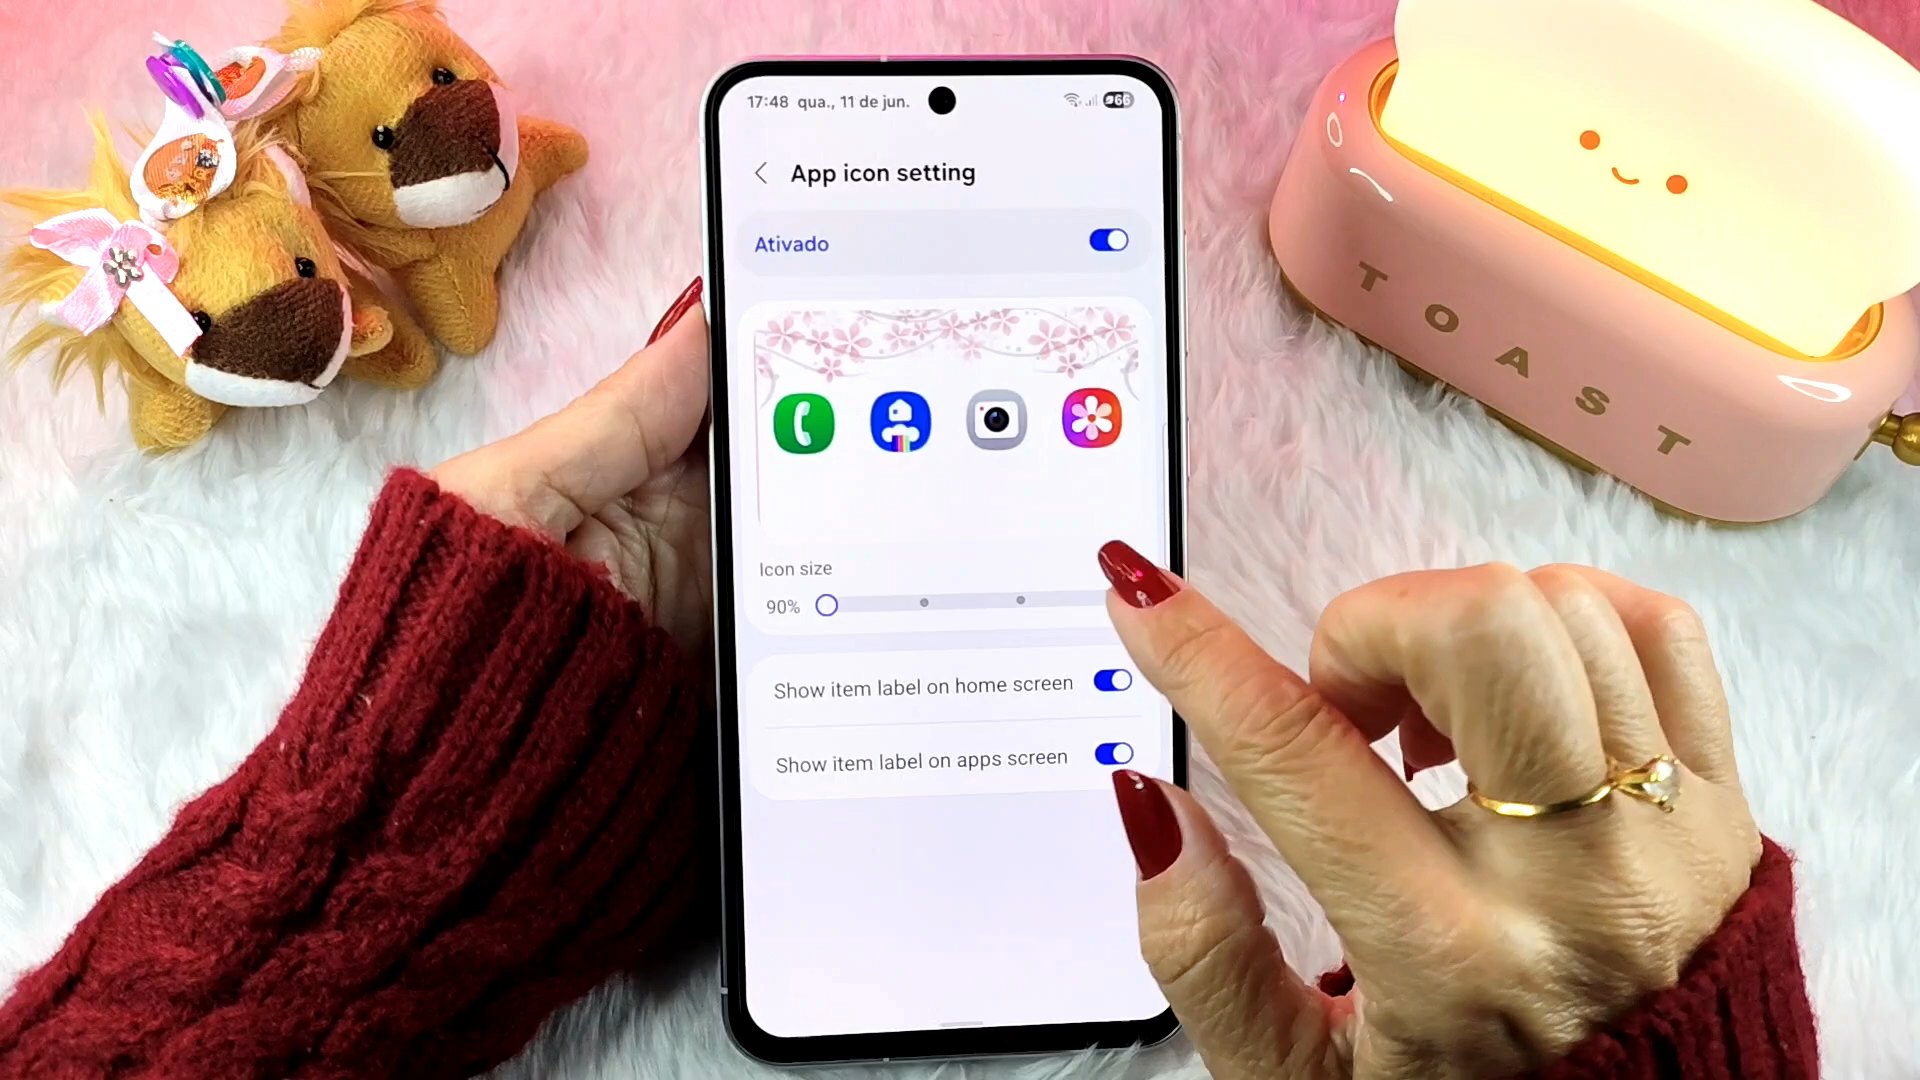 17:48 qua., 11 de jun.
66
App icon setting
Ativado
Icon size
90%
Show item label on home screen
Show item label on apps screen
TOAST